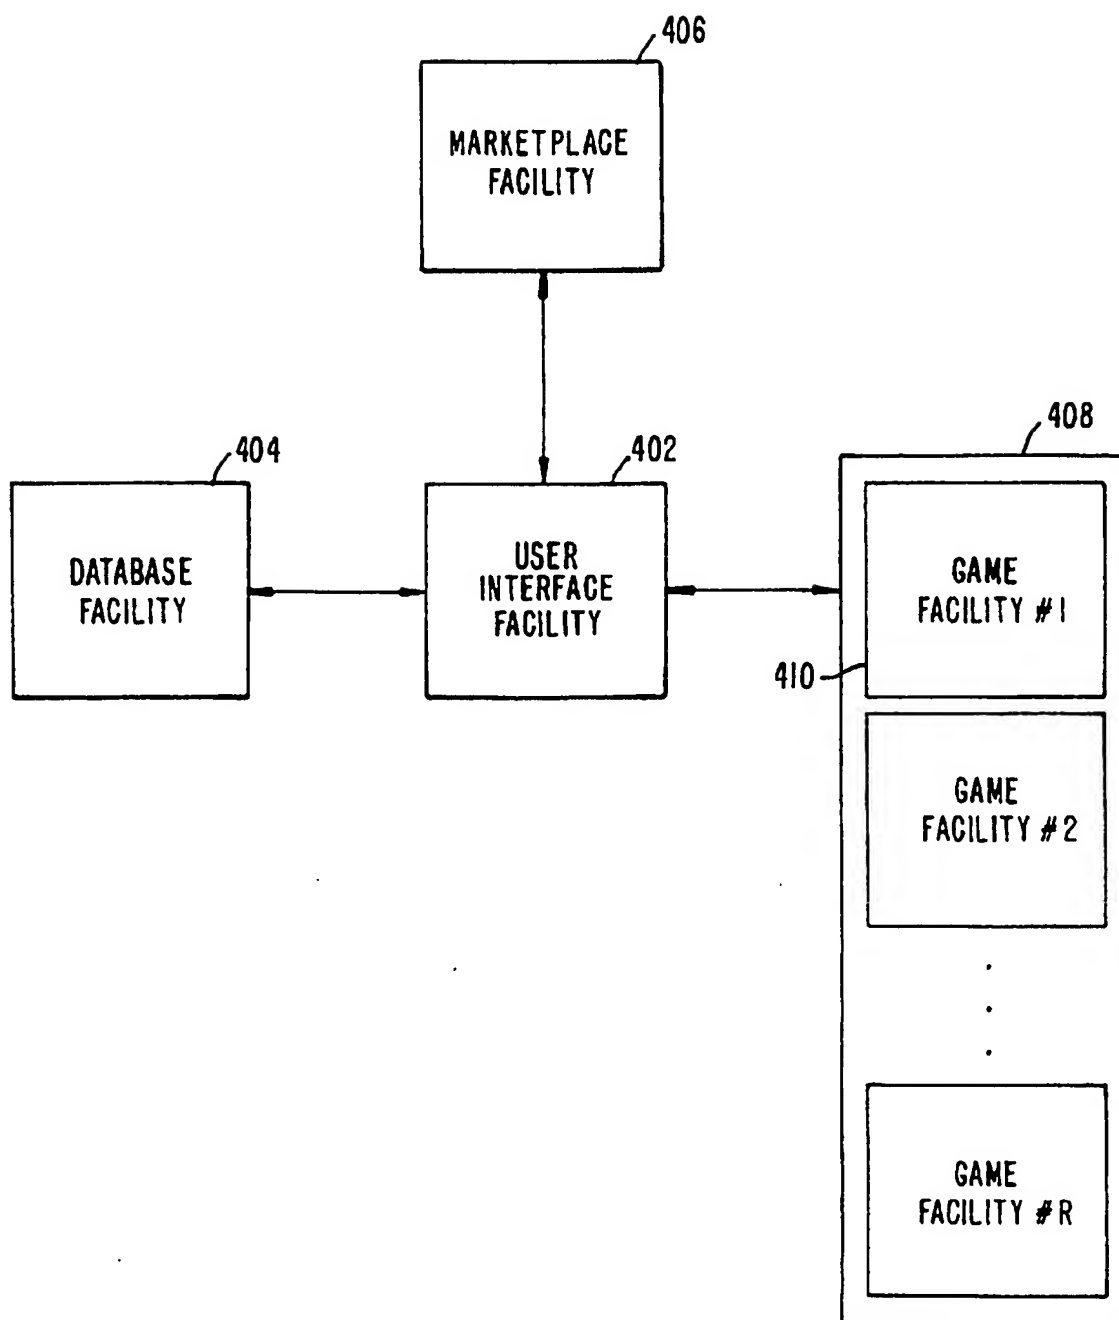 406
MARKETPLACE
FACILITY
404
402
408
DATABASE
FACILITY
USER
INTERFACE
FACILITY
GAME
FACILITY #1
410
GAME
FACILITY #2
GAME
FACILITY #R